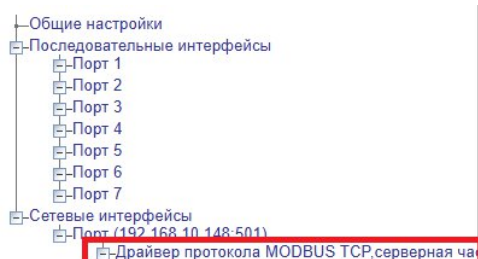 Общие настройки
Последовательные интерфейсы
Порт 1
Порт 2
Порт 3
Порт 4
Порт 5
Порт 6
Порт 7
Сетевые интерфейсы
Порт (192.168.10.148:501)
Драйвер протокола MODBUS TCP,серверная час